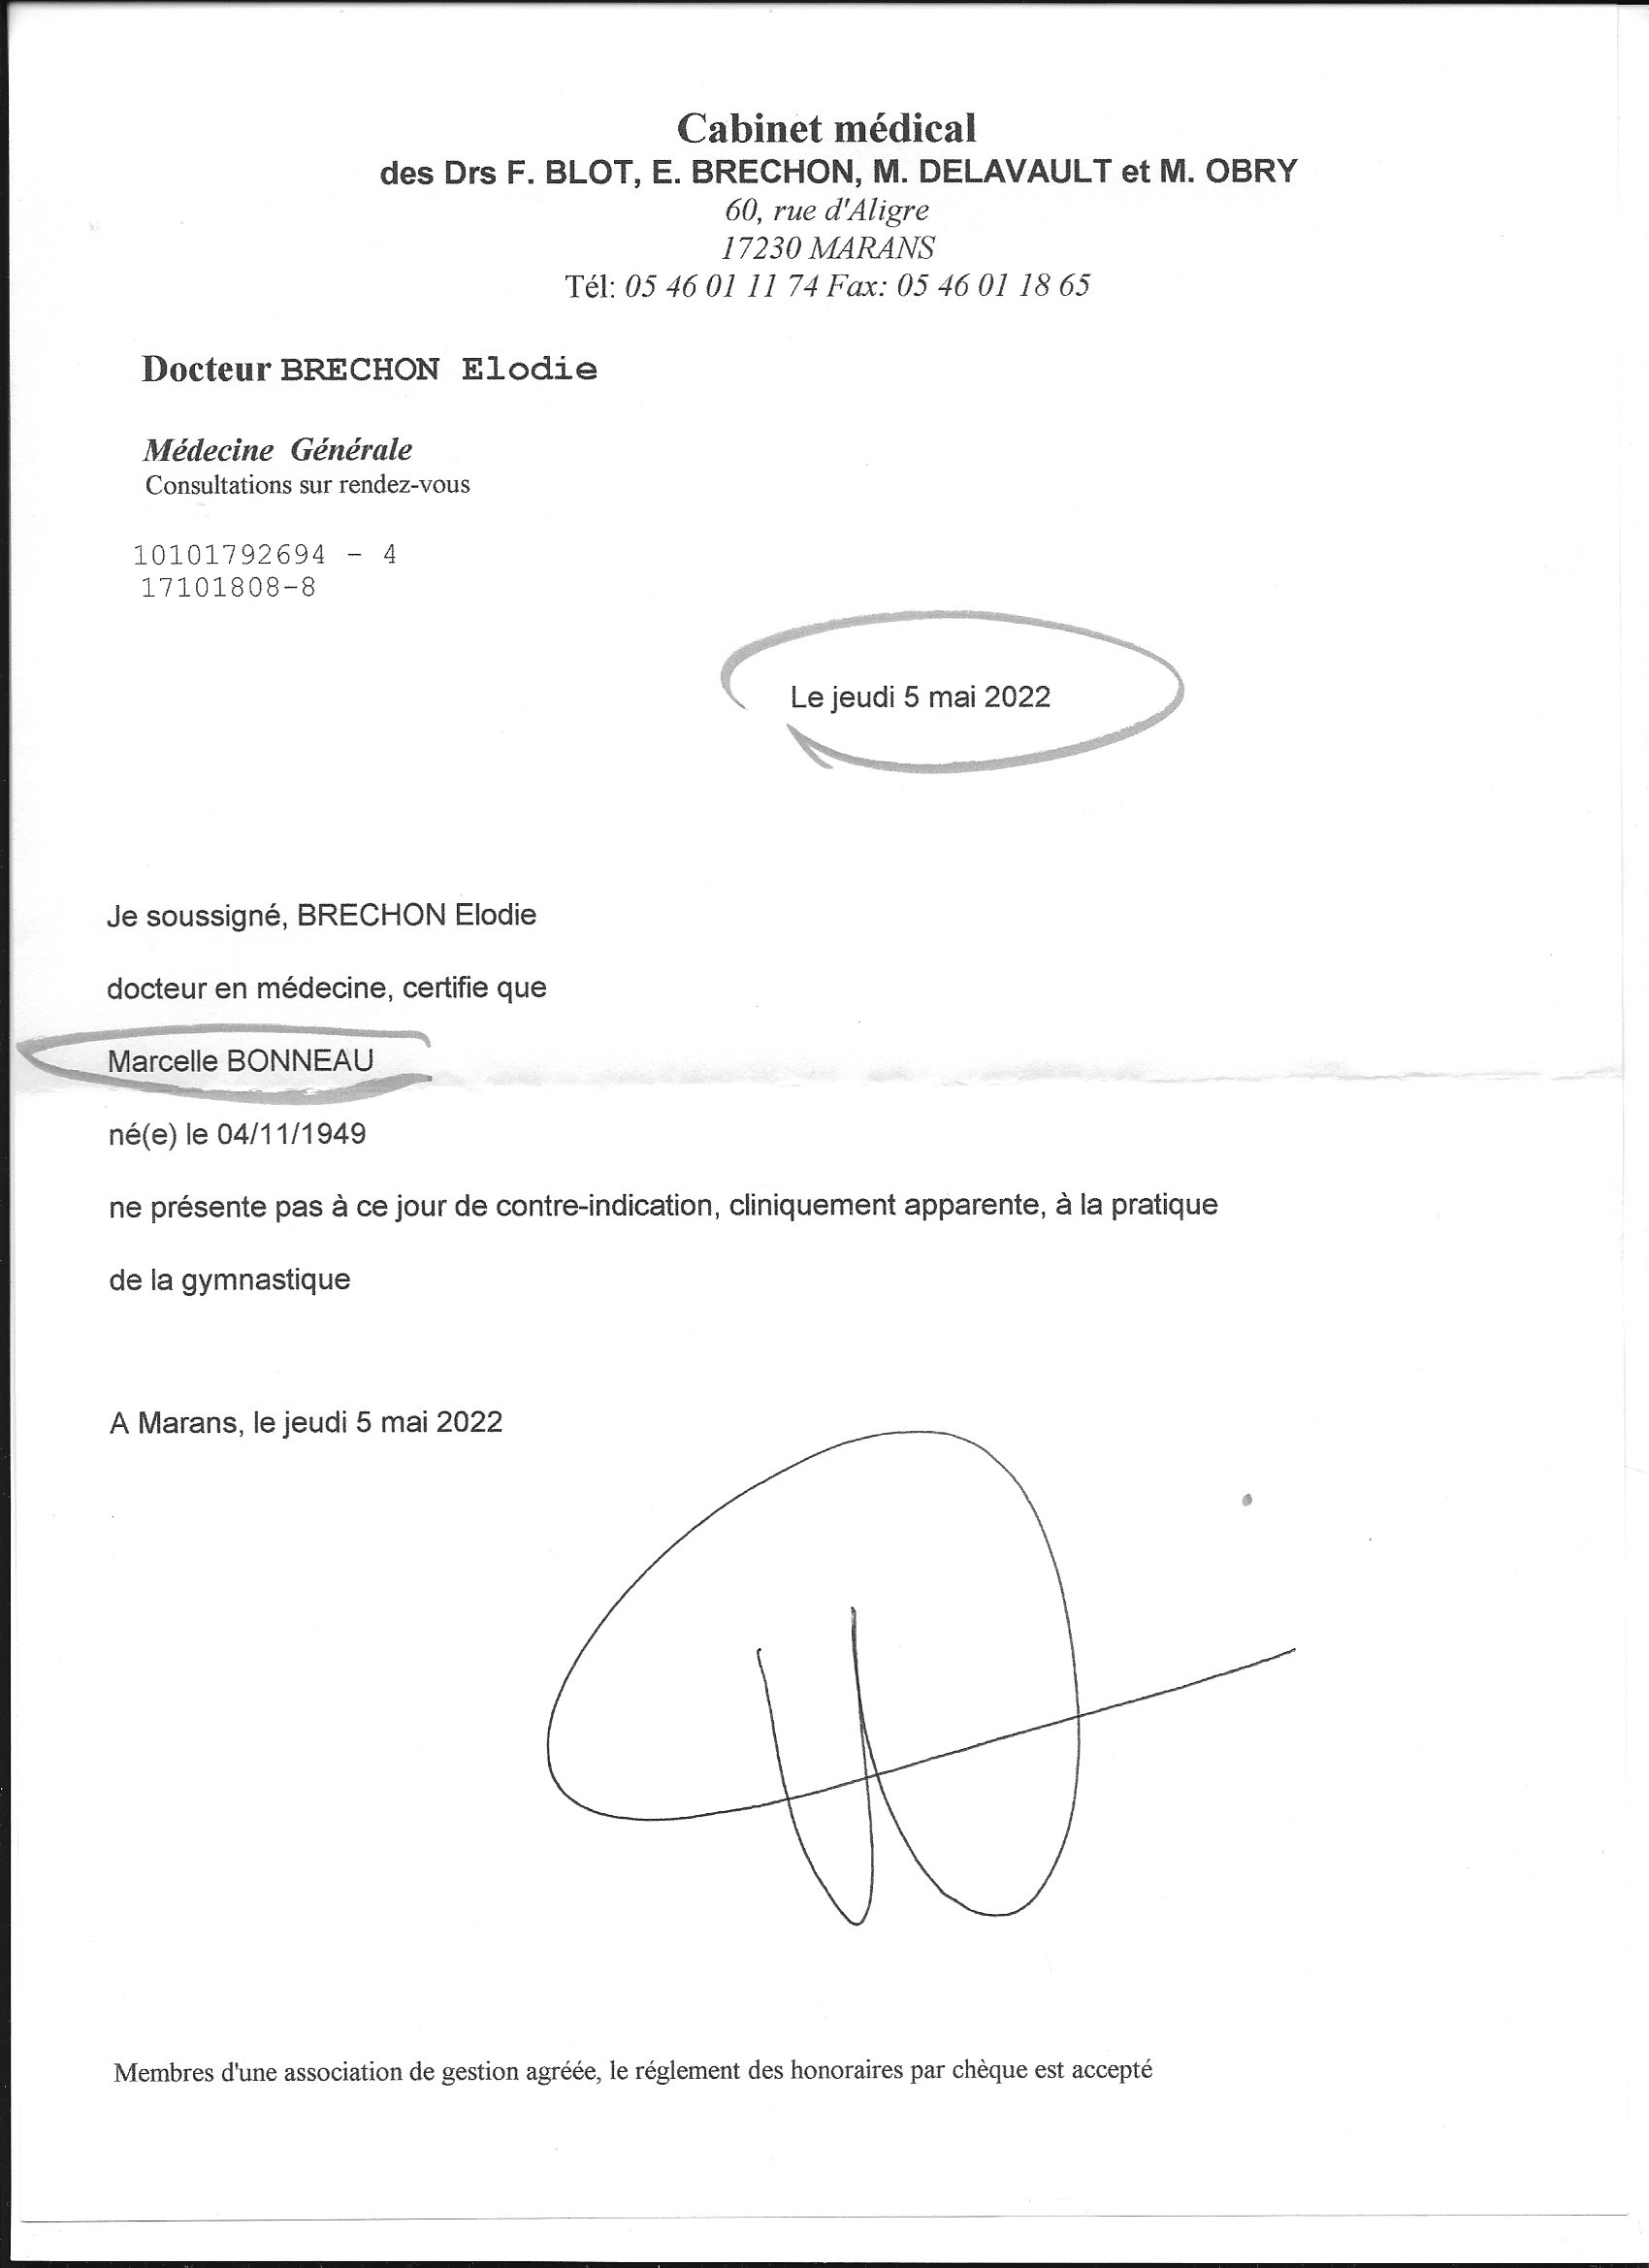 Cabinet médical
des Drs F. BLOT, E. BRECHON, M. DELAVAULT et M. OBRY
60, rue d'Aligre
17230 MARANS
Tél: 05 46 01 11 74 Fax: 05 46 01 18 65
Docteur BRECHON Elodie
Médecine Générale
Consultations sur rendez-vous
10101792694 - 4
17101808-8
Le jeudi 5 mai 2022
Je soussigné, BRECHON Elodie
docteur en médecine, certifie que
Marcelle BONNEAU
né(e) le 04/11/1949
ne présente pas à ce jour de contre-indication, cliniquement apparente, à la pratique
de la gymnastique
A Marans, le jeudi 5 mai 2022
Membres d'une association de gestion agréée, le réglement des honoraires par chèque est accepté